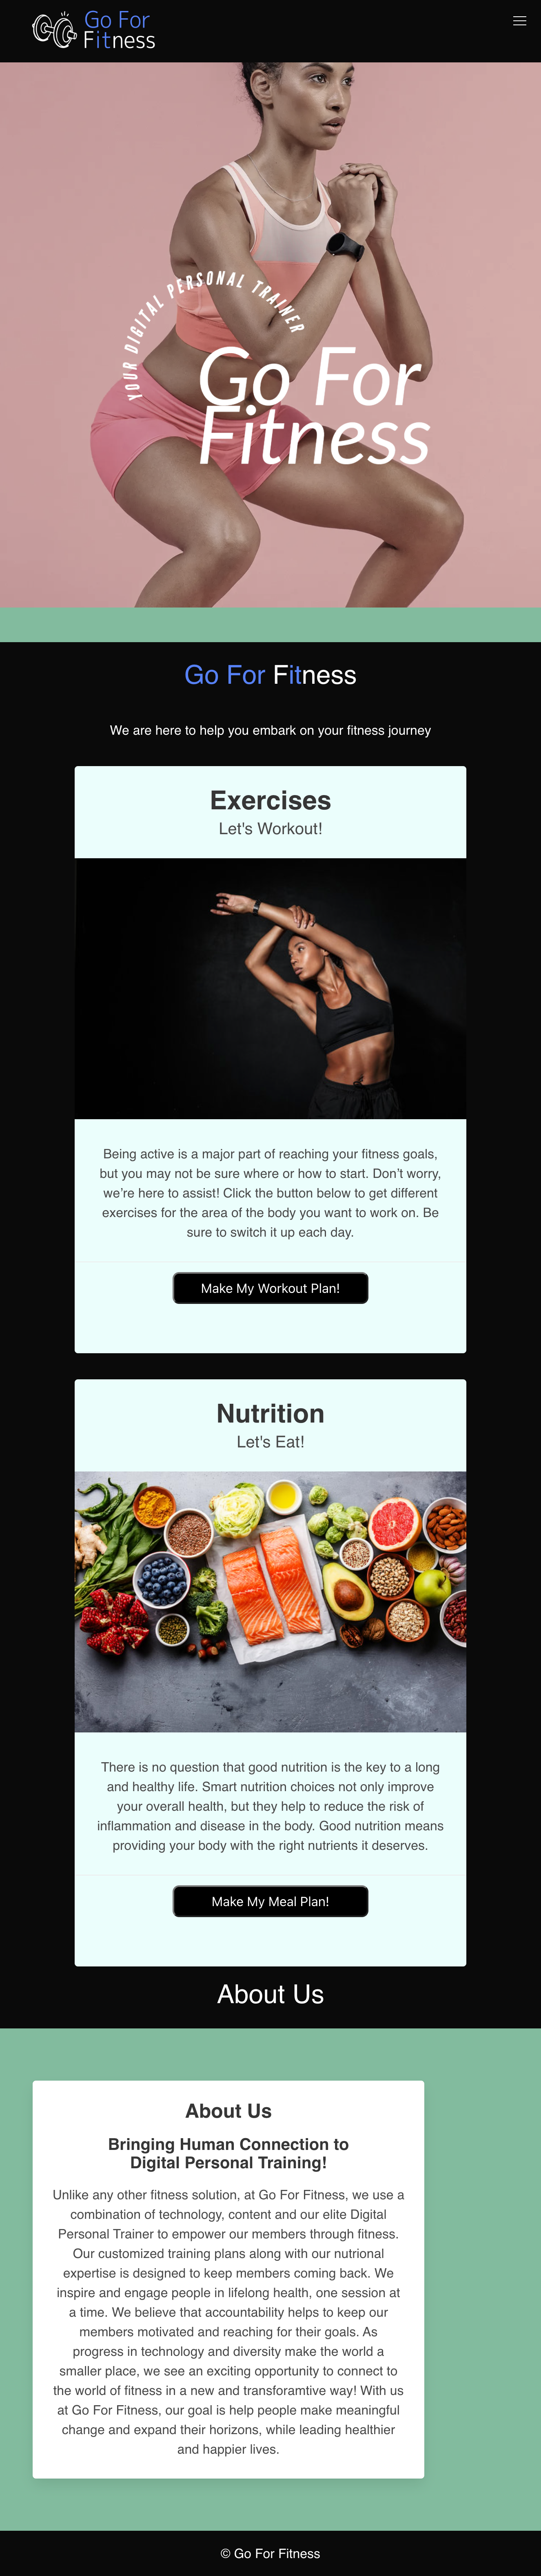 Go For
Fitness
YOUR DIGITAL PERSONAL TRAINER
Go For
Fitness
Go For Fitness
We are here to help you embark on your fitness journey
Exercises
Let's Workout!
Being active is a major part of reaching your fitness goals,
but you may not be sure where or how to start. Don’t worry,
we’re here to assist! Click the button below to get different
exercises for the area of the body you want to work on. Be
sure to switch it up each day.
Make My Workout Plan!
Nutrition
Let's Eat!
There is no question that good nutrition is the key to a long
and healthy life. Smart nutrition choices not only improve
your overall health, but they help to reduce the risk of
inflammation and disease in the body. Good nutrition means
providing your body with the right nutrients it deserves.
Make My Meal Plan!
About Us
About Us
Bringing Human Connection to
Digital Personal Training!
Unlike any other fitness solution, at Go For Fitness, we use a
combination of technology, content and our elite Digital
Personal Trainer to empower our members through fitness.
Our customized training plans along with our nutrional
expertise is designed to keep members coming back. We
inspire and engage people in lifelong health, one session at
a time. We believe that accountability helps to keep our
members motivated and reaching for their goals. As
progress in technology and diversity make the world a
smaller place, we see an exciting opportunity to connect to
the world of fitness in a new and transforamtive way! With us
at Go For Fitness, our goal is help people make meaningful
change and expand their horizons, while leading healthier
and happier lives.
© Go For Fitness